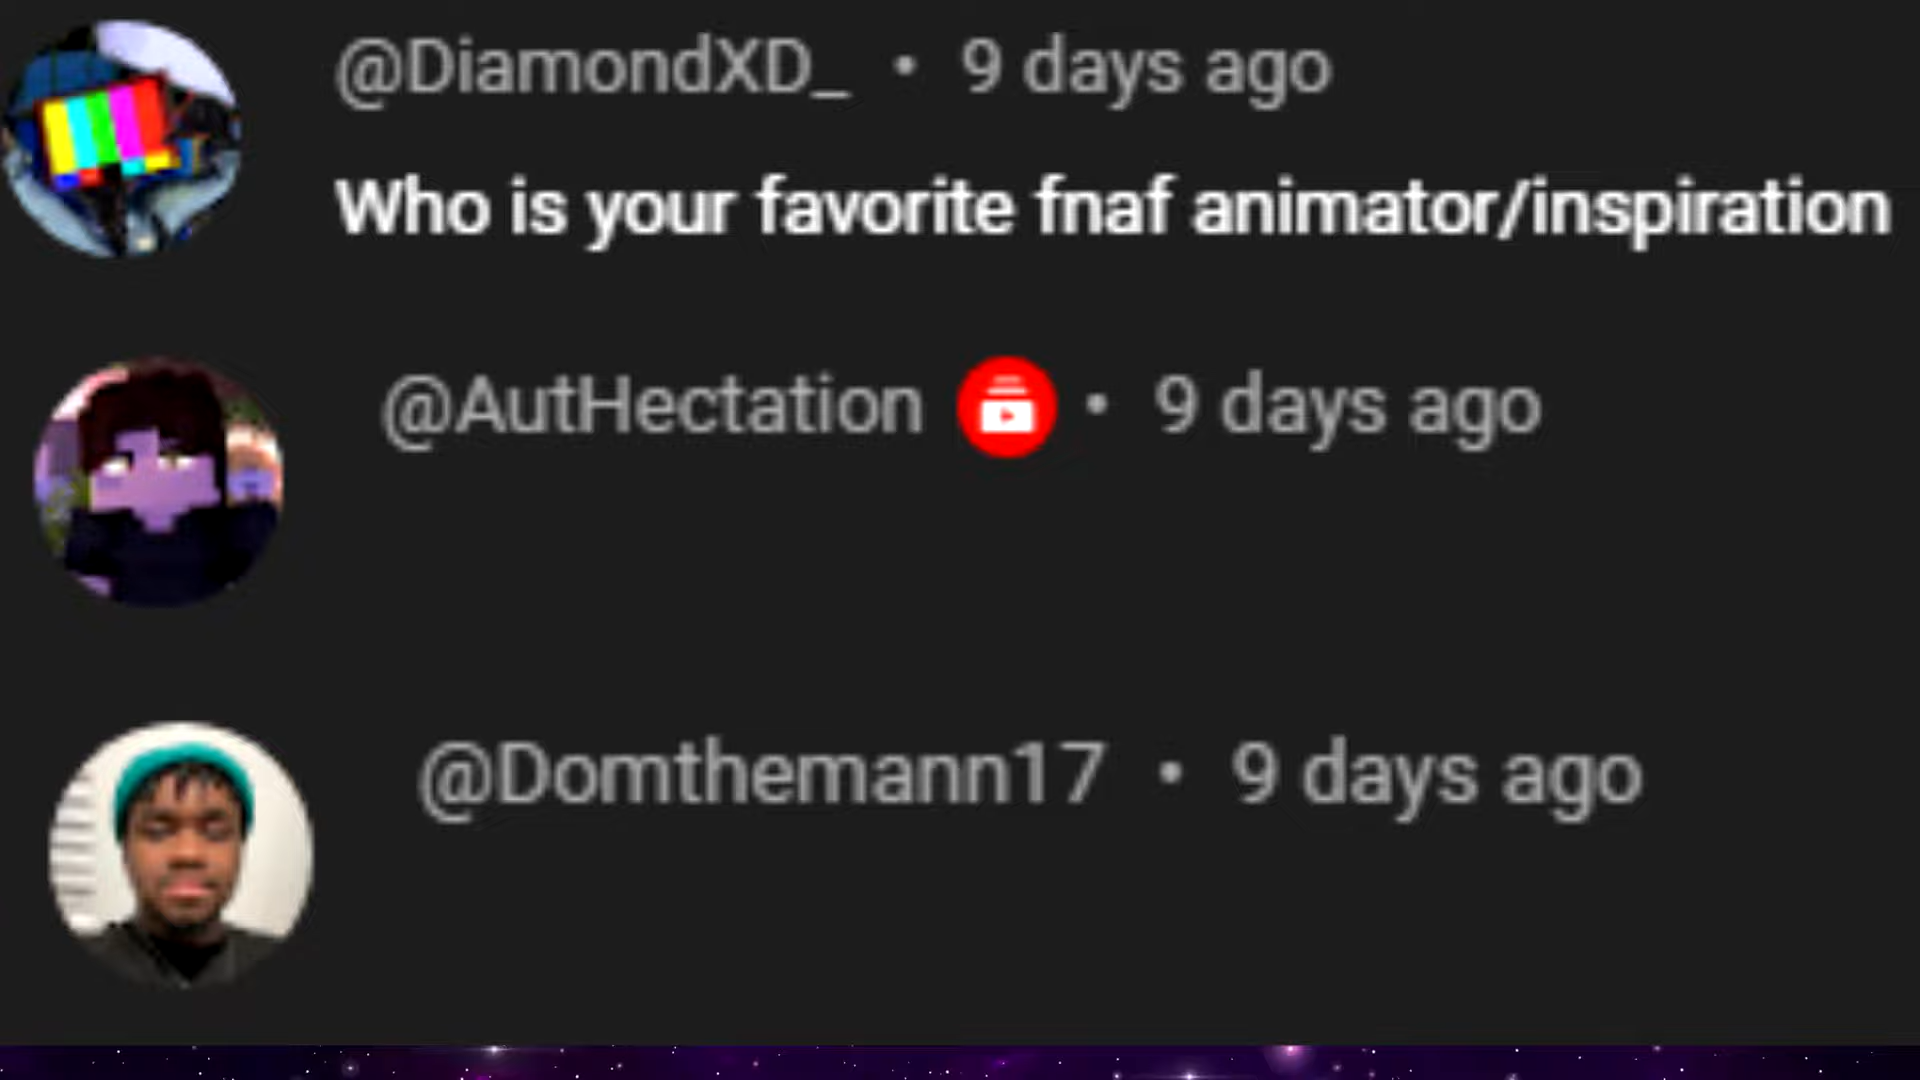 @DiamondXD_ • 9 days ago
Who is your favorite fnaf animator/inspiration
@AutHectation • 9 days ago
@Domthemann17 • 9 days ago